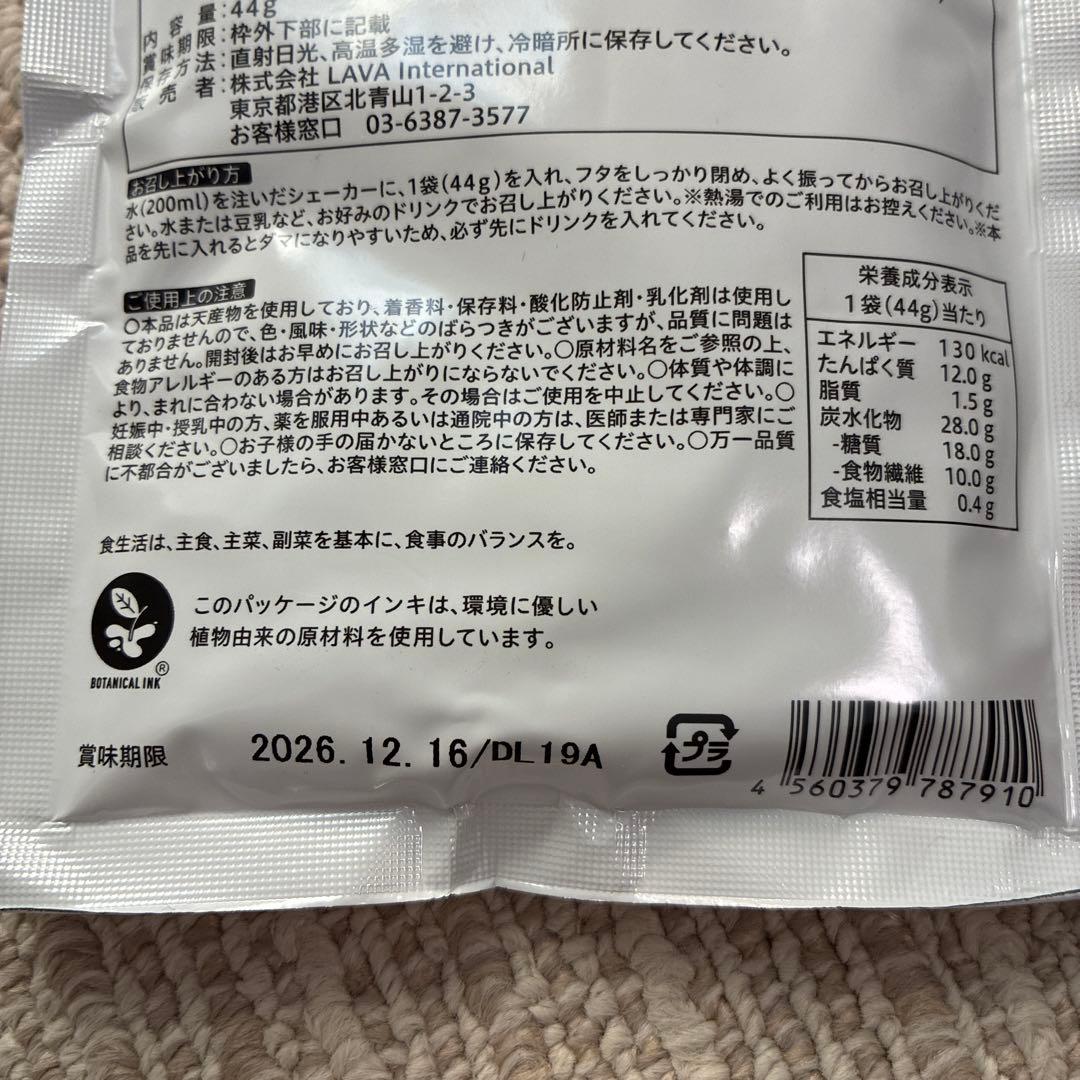 内容量:44g
賞味期限:枠外下部に記載
保存方法:直射日光、高温多湿を避け、冷暗所に保存してください。
販売者:株式会社 LAVA International
東京都港区北青山1-2-3
お客様窓口 03-6387-3577
お召し上がり方
水(200ml)を注いだシェーカーに、1袋(44g)を入れ、フタをしっかり閉め、よく振ってからお召し上がりくだ
さい。水または豆乳など、お好みのドリンクでお召し上がりください。※熱湯でのご利用はお控えください。※本
品を先に入れるとダマになりやすいため、必ず先にドリンクを入れてください。
ご使用上の注意
〇本品は天産物を使用しており、着香料・保存料・酸化防止剤・乳化剤は使用し
ておりませんので、色・風味・形状などのばらつきがございますが、品質に問題は
ありません。開封後はお早めにお召し上がりください。〇原材料名をご参照の上、
食物アレルギーのある方はお召し上がりにならないでください。〇体質や体調に
より、まれに合わない場合があります。その場合はご使用を中止してください。〇
妊娠中・授乳中の方、薬を服用中あるいは通院中の方は、医師または専門家にご
相談ください。〇お子様の手の届かないところに保存してください。〇万一品質
に不都合がございましたら、お客様窓口にご連絡ください。
栄養成分表示
1袋(44g)当たり
エネルギー 130 kcal
たんぱく質 12.0 g
脂質 1.5 g
炭水化物 28.0 g
-糖質 18.0 g
-食物繊維 10.0 g
食塩相当量 0.4 g
食生活は、主食、主菜、副菜を基本に、食事のバランスを。
このパッケージのインキは、環境に優しい
植物由来の原材料を使用しています。
®
BOTANICAL INK
賞味期限 2026.12.16/DL19A
プラ
4 560379 787910